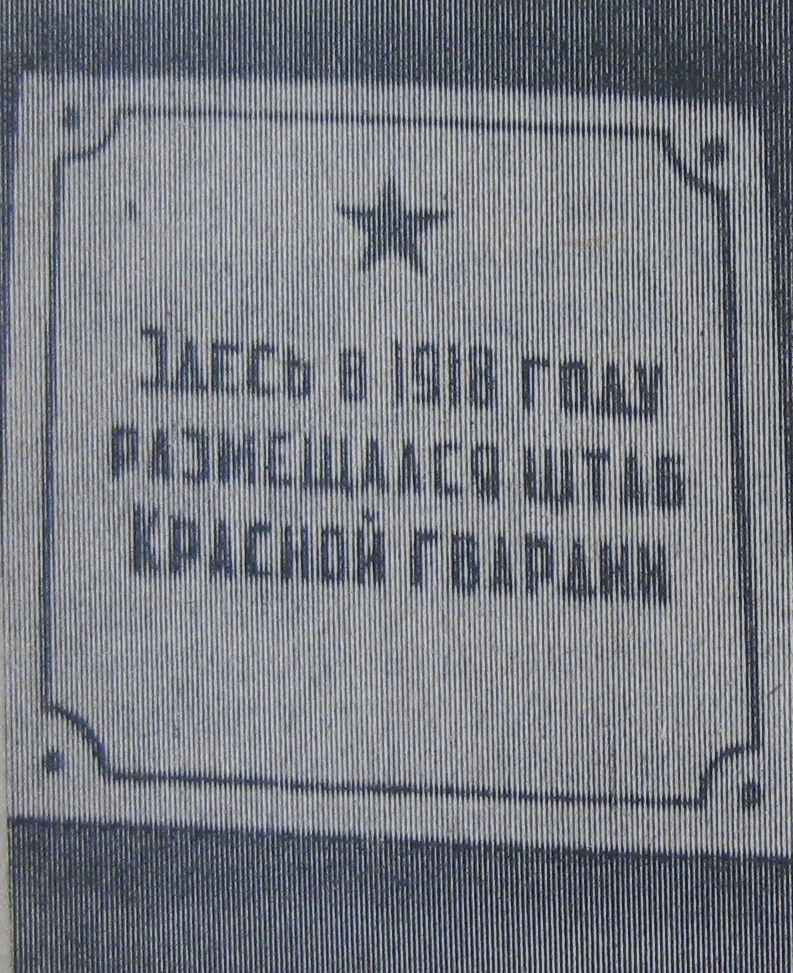 ЗДЕСЬ В 1918 ГОДУ
РАЗМЕЩАЛСЯ ШТАБ
КРАСНОЙ ГВАРДИИ